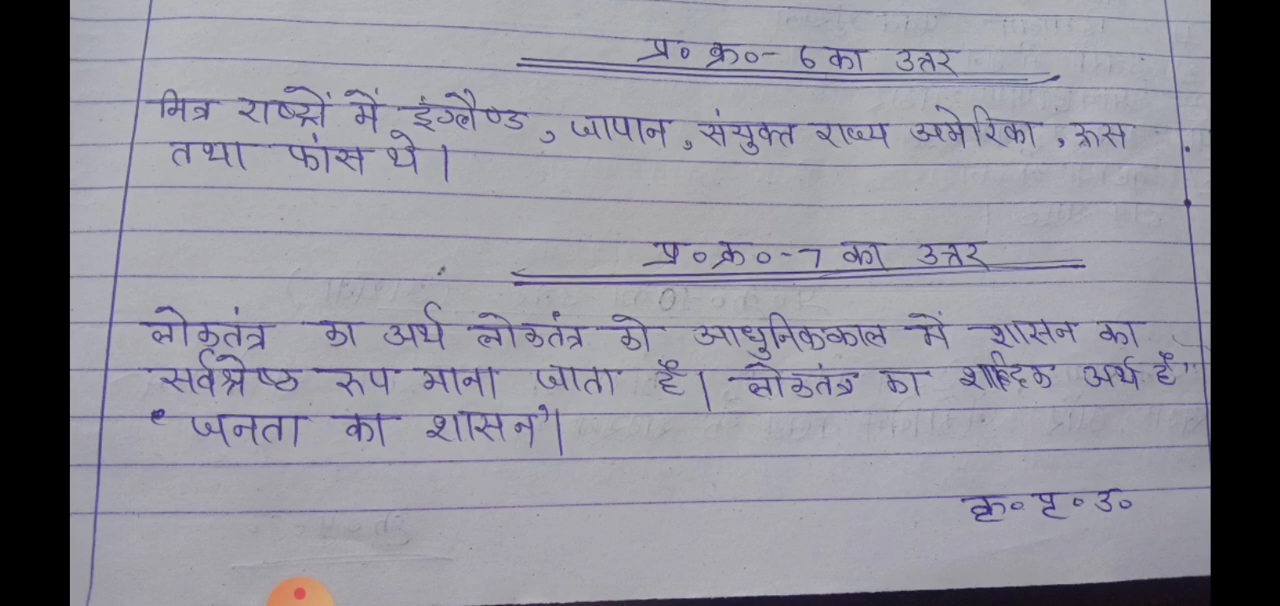 प्र० क्र०- 6 का उत्तर
मित्र राष्ट्रों में इंग्लैण्ड, जापान, संयुक्त राज्य अमेरिका, रूस
तथा फांस थे।
प्र० क्र०-7 का उत्तर
लोकतंत्र का अर्थ लोकतंत्र को आधुनिककाल में शासन का
सर्वश्रेष्ठ रुप माना जाता है। लोकतंत्र का शाब्दिक अर्थ है"
"जनता का शासन"।
कृ० पृ० उ०